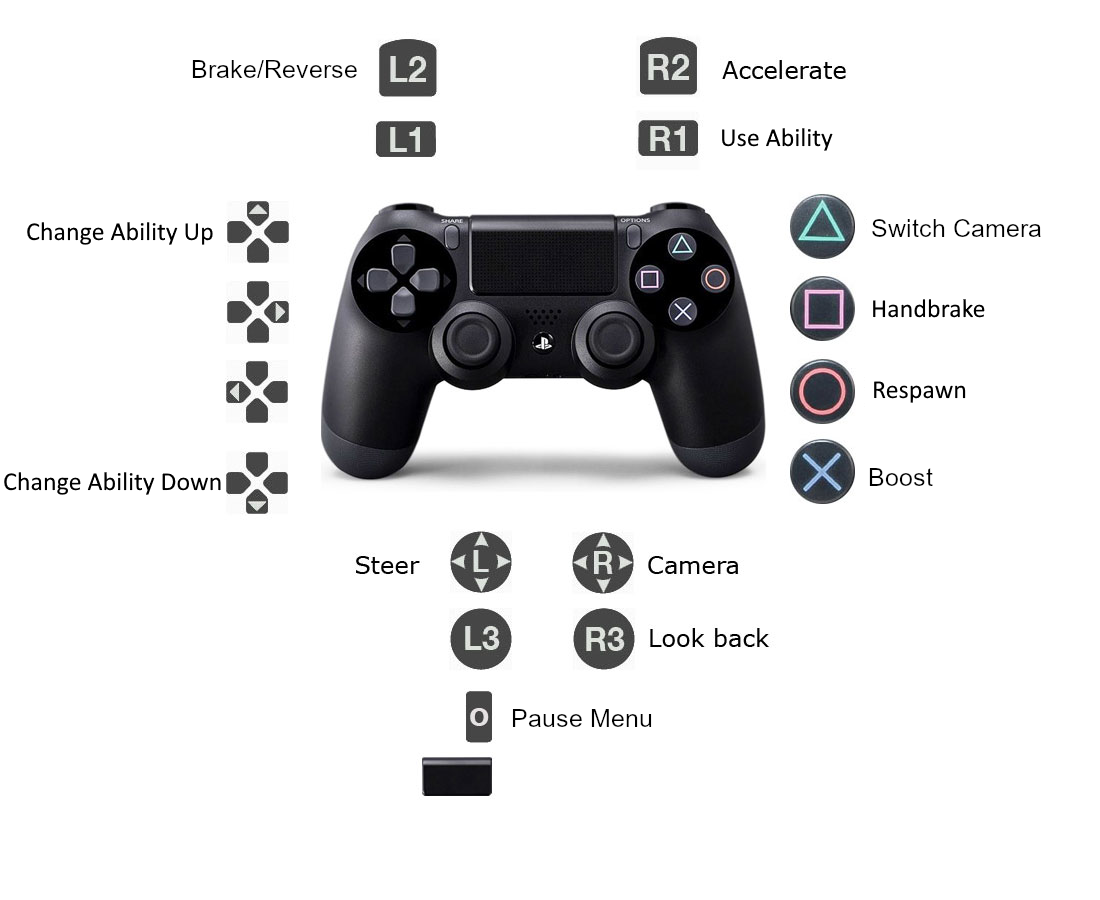 Brake/Reverse L2 R2 Accelerate
L1 R1 Use Ability
SHARE OPTIONS
Change Ability Up Switch Camera
Handbrake
Respawn
Change Ability Down Boost
Steer L R Camera
L3 R3 Look back
O Pause Menu